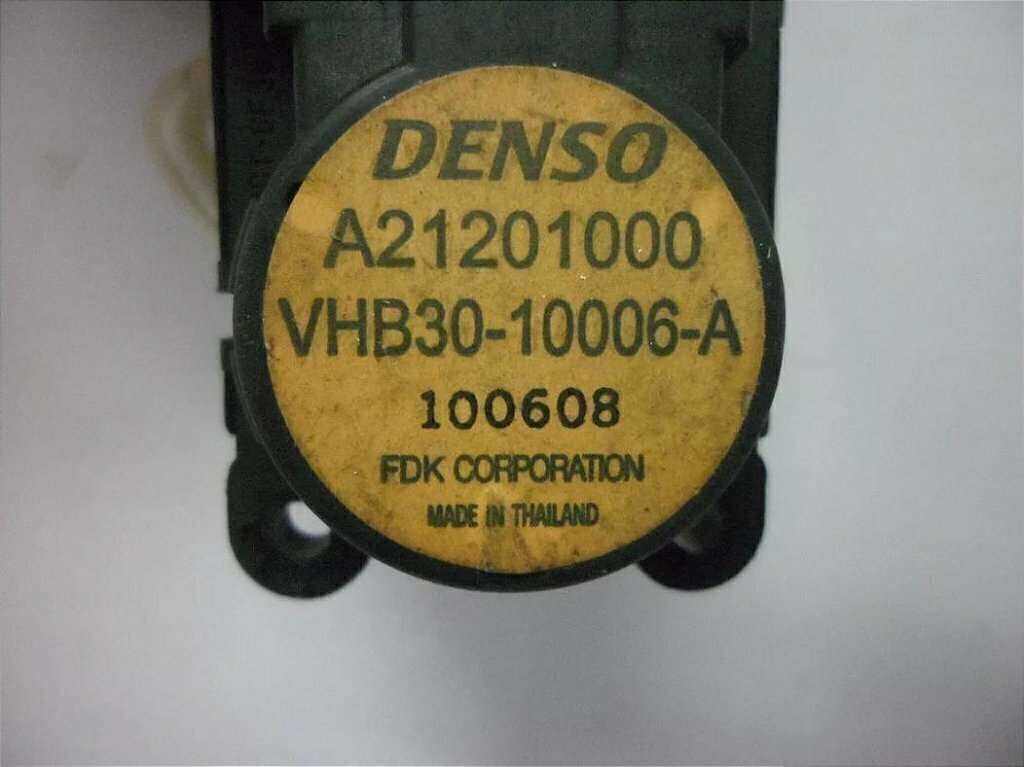 DENSO
A21201000
VHB30-10006-A
100608
FDK CORPORATION
MADE IN THAILAND